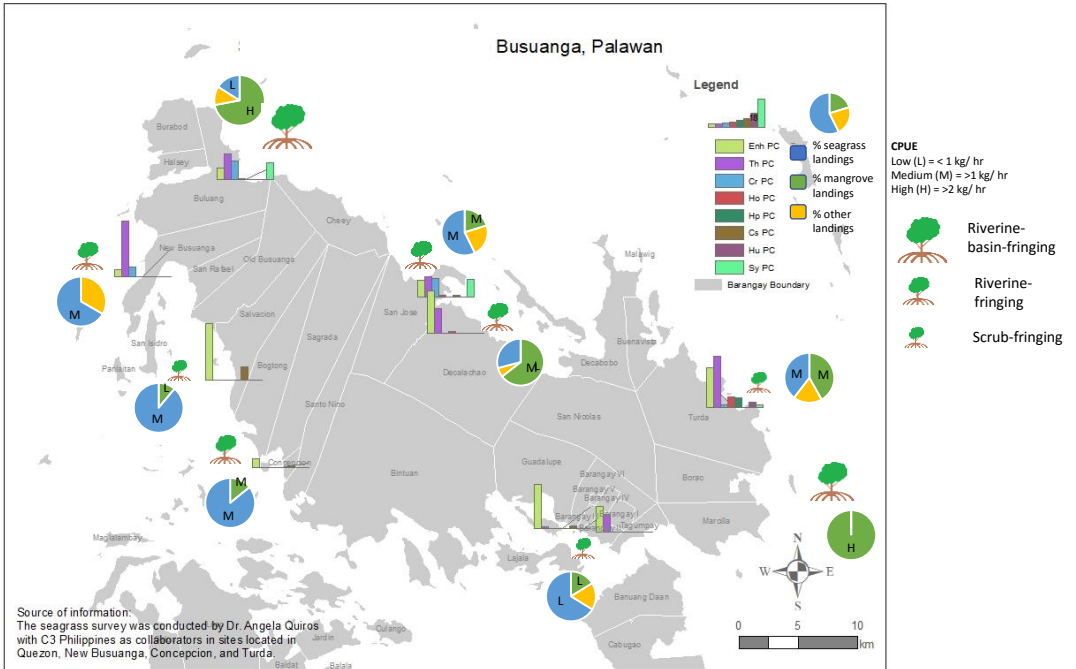 Busuanga, Palawan
Legend
Enh PC
Th PC
Cr PC
Ho PC
Hp PC
Cs PC
Hu PC
Sy PC
Barangay Boundary
% seagrass
landings
% mangrove
landings
% other
landings
CPUE
Low (L) = < 1 kg/ hr
Medium (M) = >1 kg/ hr
High (H) = >2 kg/ hr
Riverine-
basin-fringing
Riverine-
fringing
Scrub-fringing
L
H
Burabod
Halsey
Buluang
Cheey
New Busuanga
San Rafael
Old Busuanga
M
M
M
Malawig
San Isidro
Salvacion
Sagrada
San Jose
Buenavista
Panlaitan
Bogtong
Decalachao
Decabobo
M
L
M
Santo Nino
San Nicolas
Turda
M
M
Concepcion
Bintuan
Guadalupe
Barangay VI
Barangay V
Barangay IV
Barangay I
Tagumpay
Borac
Marolla
M
M
H
Maglalambay
Lajala
L
L
Banuang Daan
Cabugao
Culango
Jardin
Baldat
Balala
N
W
E
S
0 5 10
km
Source of information:
The seagrass survey was conducted by Dr. Angela Quiros
with C3 Philippines as collaborators in sites located in
Quezon, New Busuanga, Concepcion, and Turda.